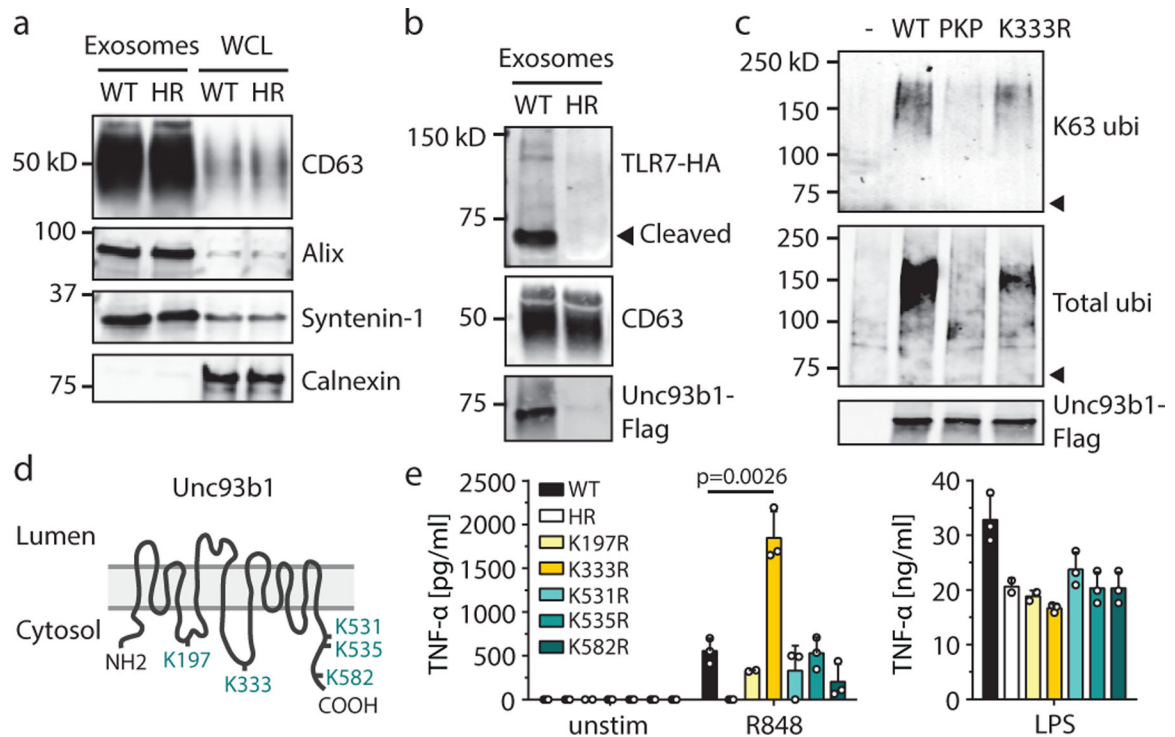 a
Exosomes WCL
WT HR WT HR
50 kD
CD63
100
Alix
37
Syntenin-1
75
Calnexin
b
Exosomes
WT HR
150 kD
TLR7-HA
75
Cleaved
50
CD63
75
Unc93b1-
Flag
c
- WT PKP K333R
250 kD
150
K63 ubi
100
75
250
150
Total ubi
100
75
Unc93b1-
Flag
d
Unc93b1
Lumen
Cytosol
NH2
K197
K333
K531
K535
K582
COOH
e
p=0.0026
TNF-α [pg/ml]
2500
2000
1500
1000
500
0
WT
HR
K197R
K333R
K531R
K535R
K582R
unstim R848
TNF-α [ng/ml]
40
30
20
10
0
LPS